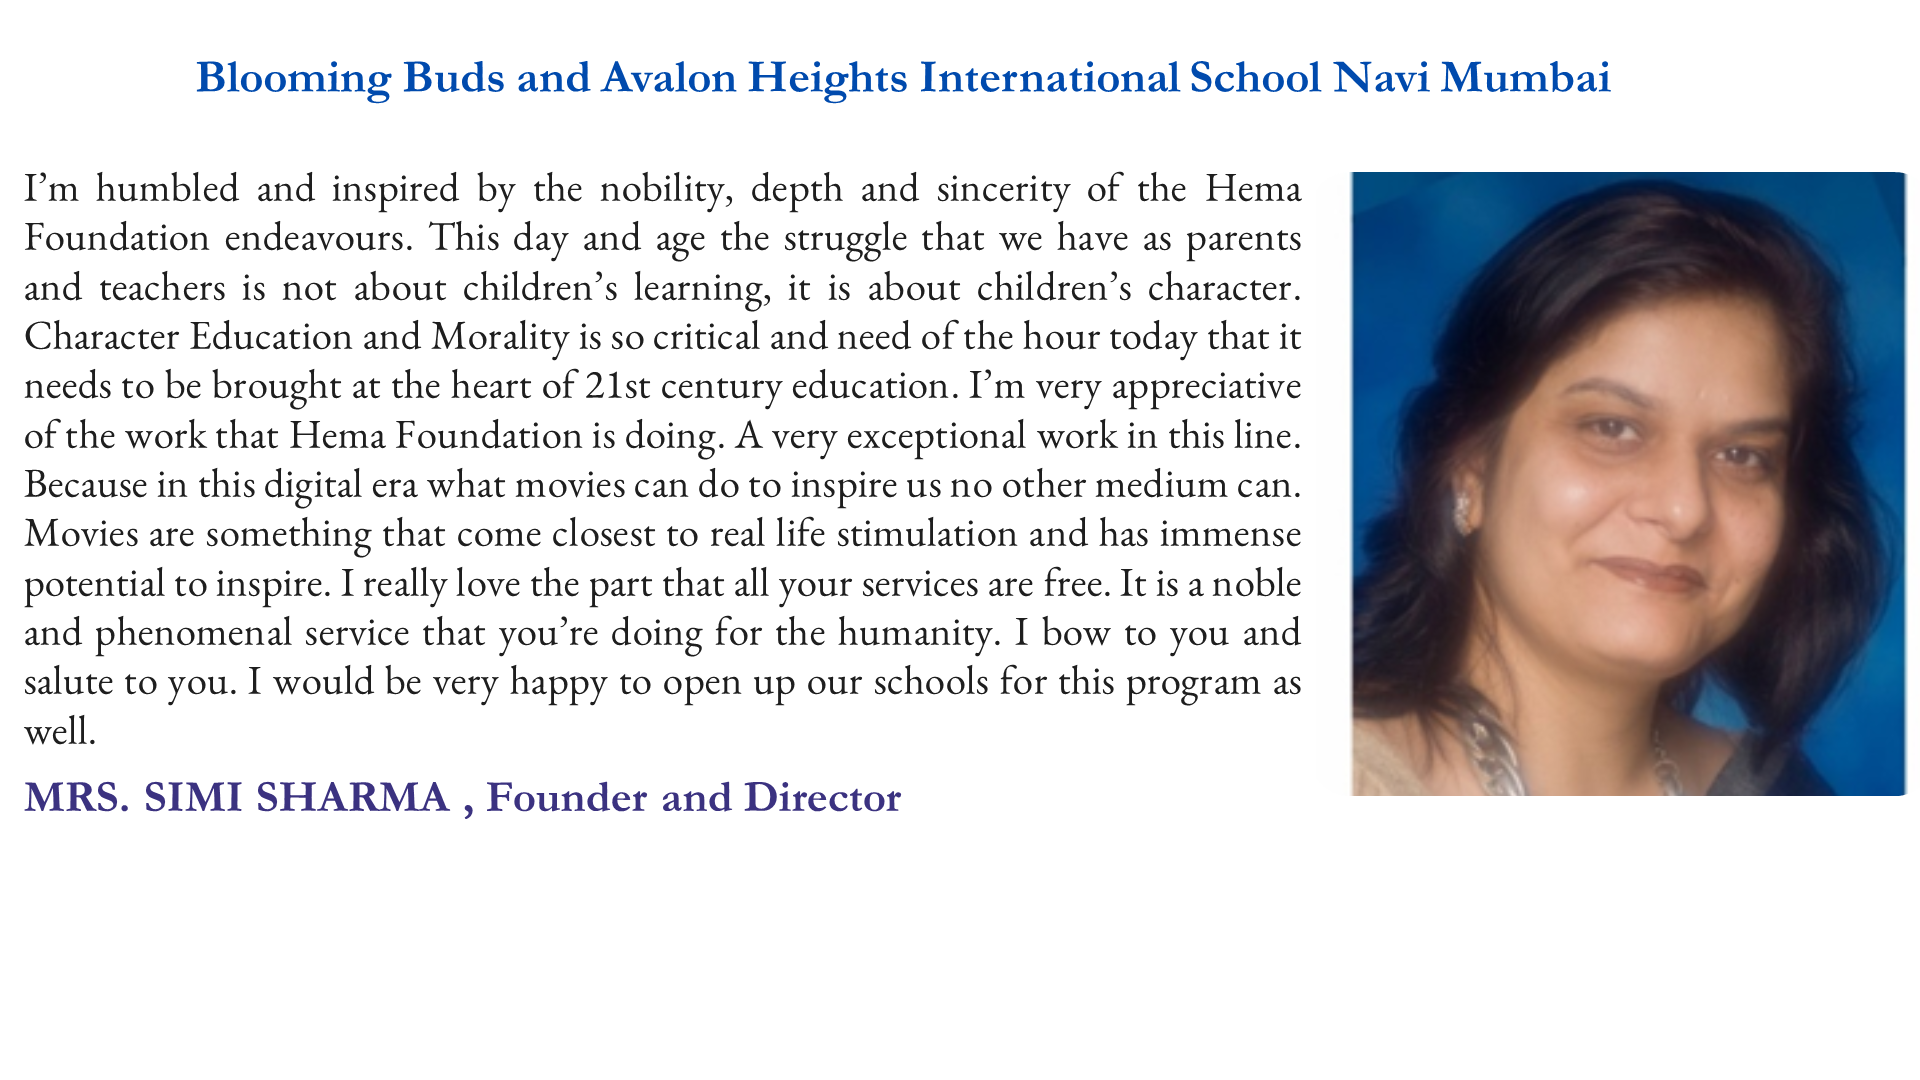 Blooming Buds and Avalon Heights International School Navi Mumbai
I’m humbled and inspired by the nobility, depth and sincerity of the Hema
Foundation endeavours. This day and age the struggle that we have as parents
and teachers is not about children’s learning, it is about children’s character.
Character Education and Morality is so critical and need of the hour today that it
needs to be brought at the heart of 21st century education. I’m very appreciative
of the work that Hema Foundation is doing. A very exceptional work in this line.
Because in this digital era what movies can do to inspire us no other medium can.
Movies are something that come closest to real life stimulation and has immense
potential to inspire. I really love the part that all your services are free. It is a noble
and phenomenal service that you’re doing for the humanity. I bow to you and
salute to you. I would be very happy to open up our schools for this program as
well.
MRS. SIMI SHARMA , Founder and Director